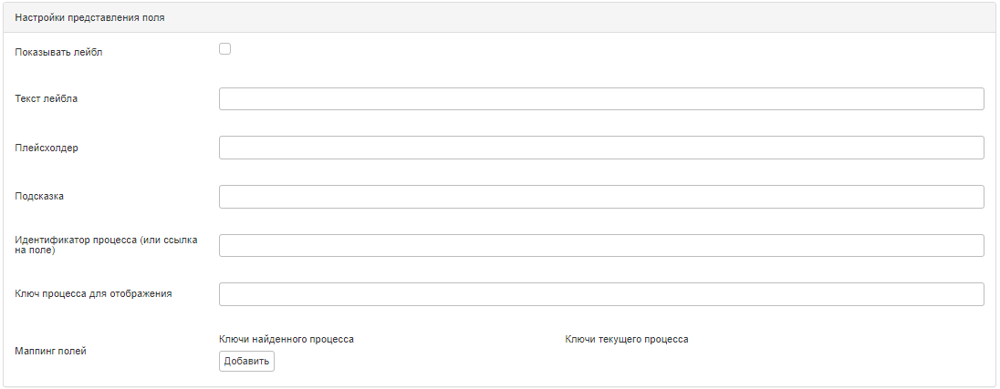 Настройки представления поля
Показывать лейбл
Текст лейбла
Плейсхолдер
Подсказка
Идентификатор процесса (или ссылка
на поле)
Ключ процесса для отображения
Маппинг полей
Ключи найденного процесса
Ключи текущего процесса
Добавить